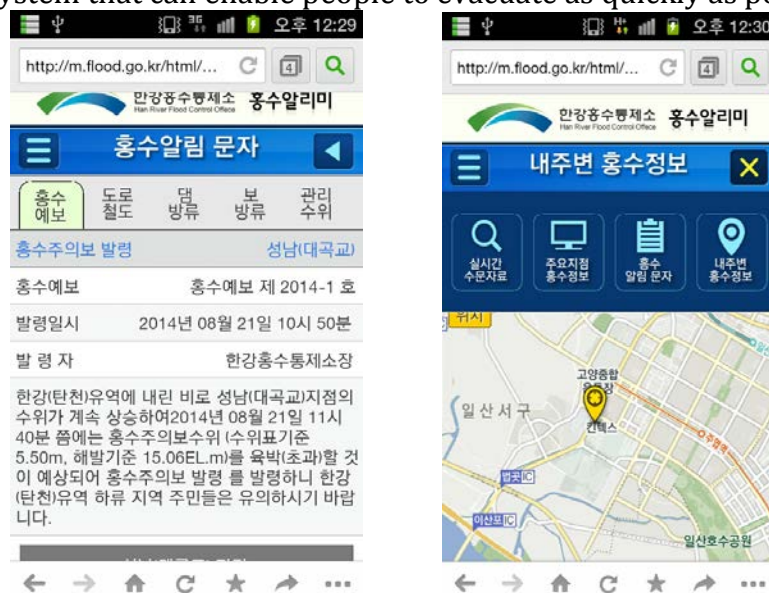 system that can enable people to evacuate as quickly as po
3G 오후 12:29
http://m.flood.go.kr/html/... 4
한강홍수통제소 홍수알리미
Han River Flood Control Office
홍수알림 문자
홍수
예보
도로
철도
댐
방류
보
방류
관리
수위
홍수주의보 발령 성남(대곡교)
홍수예보 홍수예보 제 2014-1 호
발령일시 2014년 08월 21일 10시 50분
발 령 자 한강홍수통제소장
한강(탄천)유역에 내린 비로 성남(대곡교)지점의
수위가 계속 상승하여2014년 08월 21일 11시
40분 쯤에는 홍수주의보수위 (수위표기준
5.50m, 해발기준 15.06EL.m)를 육박(초과)할 것
이 예상되어 홍수주의보 발령 를 발령하니 한강
(탄천)유역 하류 지역 주민들은 유의하시기 바랍
니다.
H+ 오후 12:30
http://m.flood.go.kr/html/... 4
한강홍수통제소 홍수알리미
Han River Flood Control Office
내주변 홍수정보
실시간
수문자료
주요지점
홍수정보
홍수
알림 문자
내주변
홍수정보
위치
고양종합
운동장
일산서구
킨텍스
법곳IC
이산포IC
일산호수공원